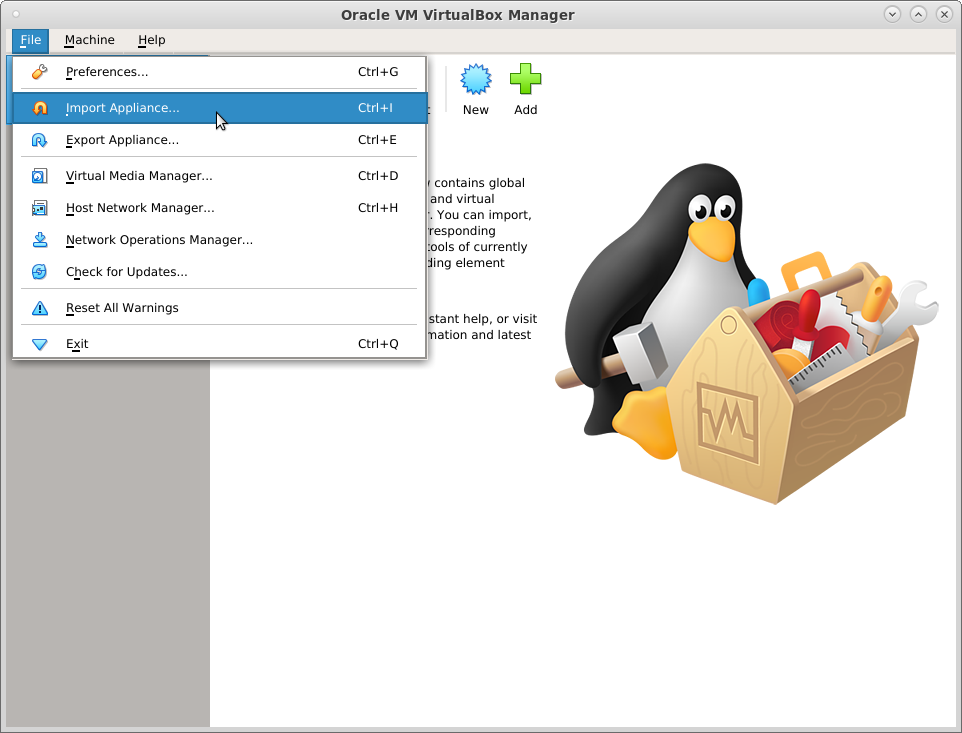 Oracle VM VirtualBox Manager
File Machine Help
Preferences... Ctrl+G
Import Appliance... Ctrl+I
Export Appliance... Ctrl+E
Virtual Media Manager... Ctrl+D
Host Network Manager... Ctrl+H
Network Operations Manager...
Check for Updates...
Reset All Warnings
Exit Ctrl+Q
New Add
contains global
and virtual
. You can import,
responding
tools of currently
ding element
stant help, or visit
mation and latest